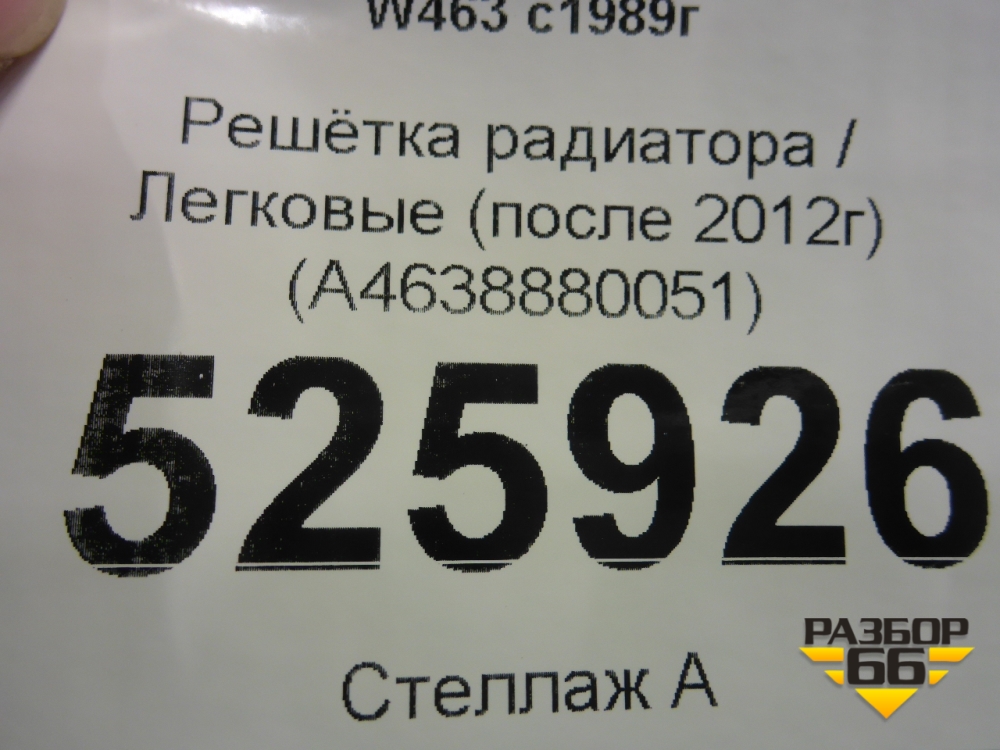 W463 с1989г
Решётка радиатора /
Легковые (после 2012г)
(A4638880051)
525926
Стеллаж А
РАЗБОР
66